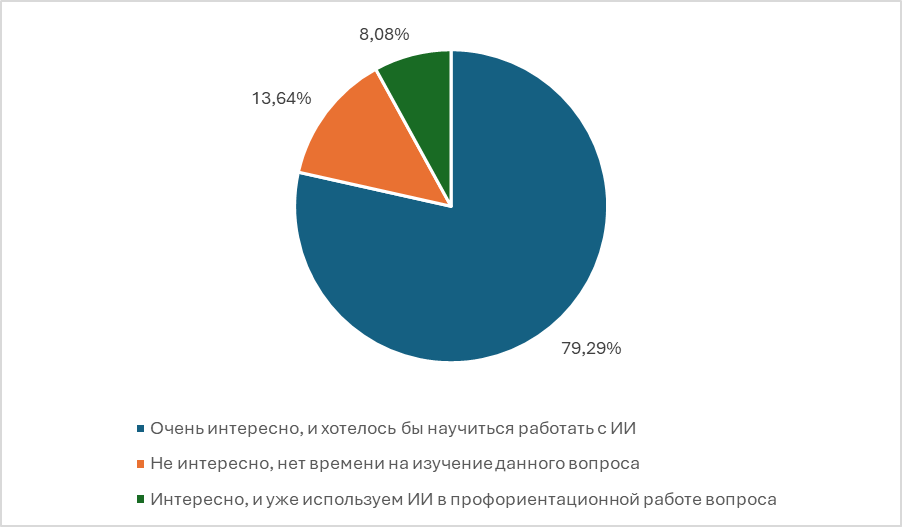 8,08%
13,64%
79,29%
Очень интересно, и хотелось бы научиться работать с ИИ
Не интересно, нет времени на изучение данного вопроса
Интересно, и уже используем ИИ в профориентационной работе вопроса